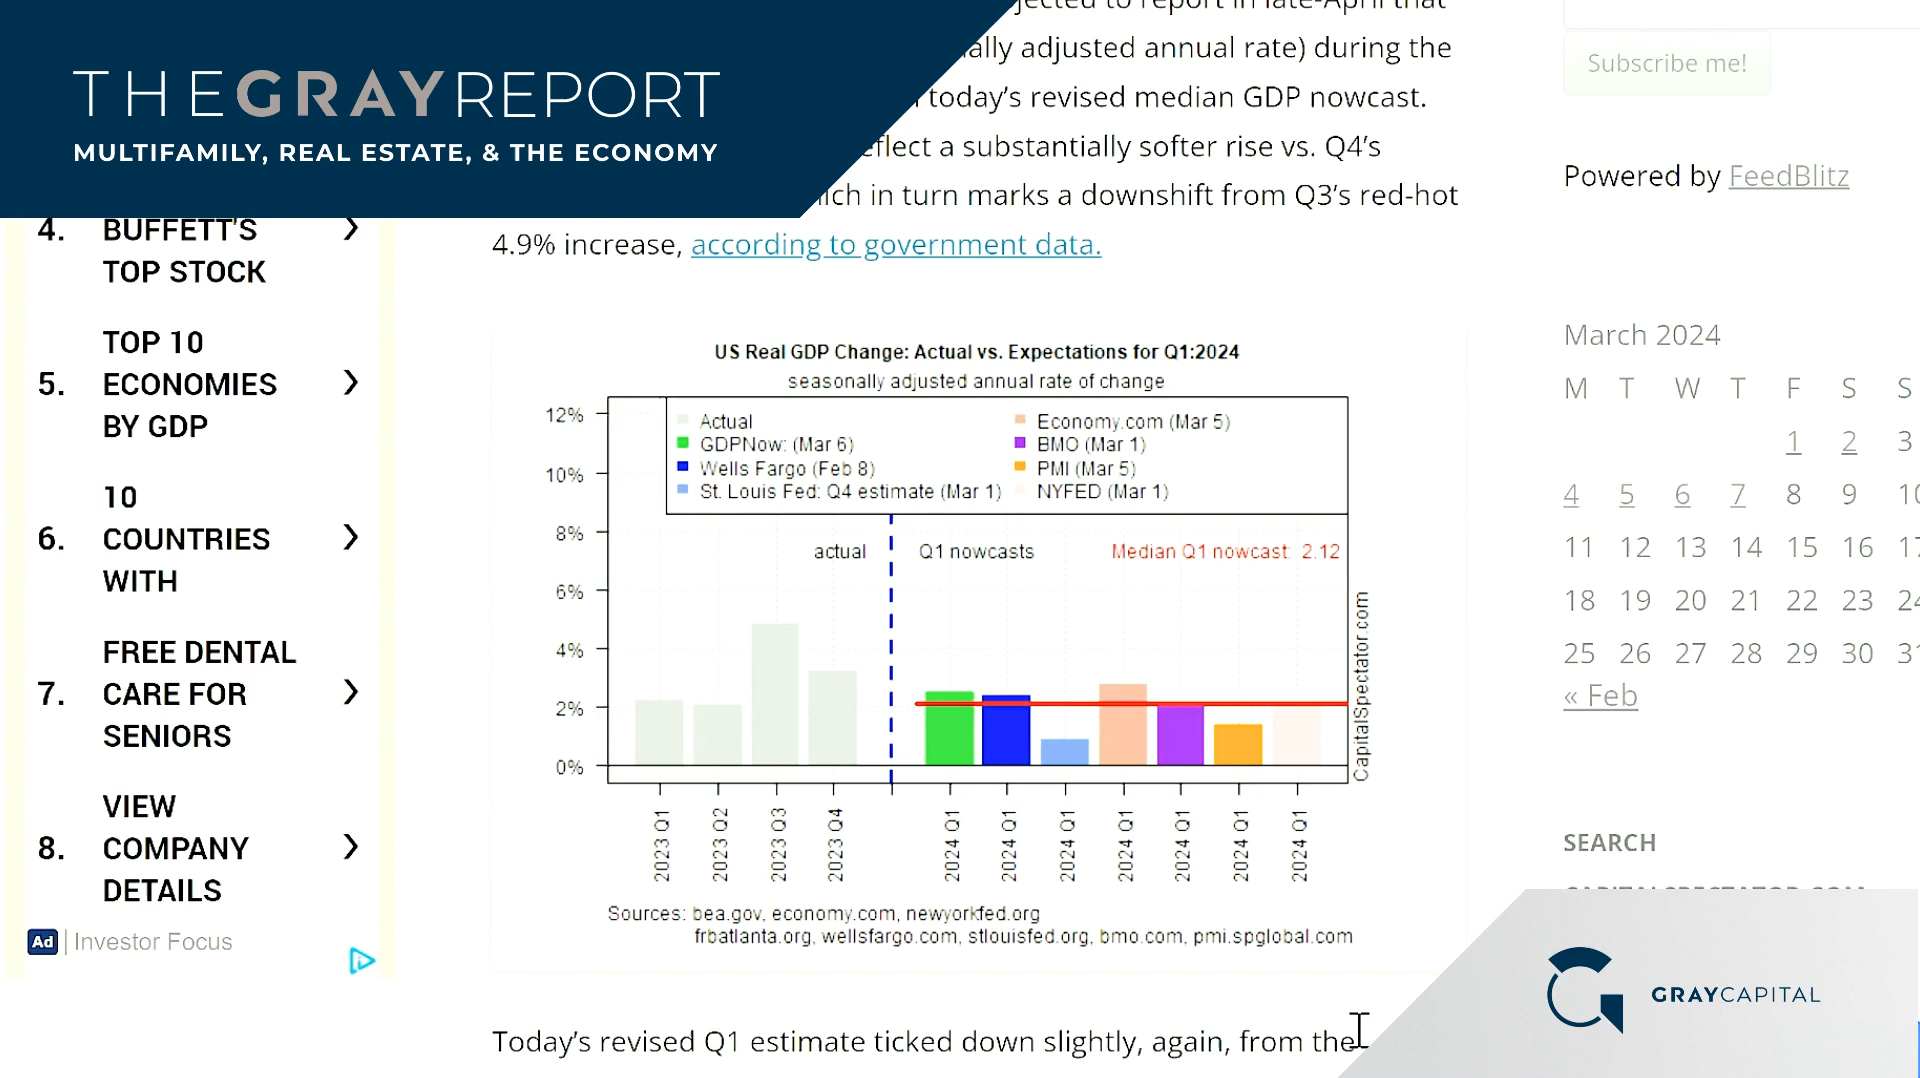 THEGRAYREPORT
MULTIFAMILY, REAL ESTATE, & THE ECONOMY
to report in late-April that
adjusted annual rate) during the
today’s revised median GDP nowcast.
a substantially softer rise vs. Q4’s
in turn marks a downshift from Q3’s red-hot
4.9% increase, according to government data.
4. BUFFETT'S
TOP STOCK
5. TOP 10
ECONOMIES
BY GDP
6. 10
COUNTRIES
WITH
7. FREE DENTAL
CARE FOR
SENIORS
8. VIEW
COMPANY
DETAILS
Ad | Investor Focus
US Real GDP Change: Actual vs. Expectations for Q1:2024
seasonally adjusted annual rate of change
Actual
GDPNow: (Mar 6)
Wells Fargo (Feb 8)
St. Louis Fed: Q4 estimate (Mar 1)
Economy.com (Mar 5)
BMO (Mar 1)
PMI (Mar 5)
NYFED (Mar 1)
actual
Q1 nowcasts
Median Q1 nowcast: 2.12
12%
10%
8%
6%
4%
2%
0%
2023 Q1
2023 Q2
2023 Q3
2023 Q4
2024 Q1
2024 Q1
2024 Q1
2024 Q1
2024 Q1
2024 Q1
2024 Q1
CapitalSpectator.com
Sources: bea.gov, economy.com, newyorkfed.org
frbatlanta.org, wellsfargo.com, stlouisfed.org, bmo.com, pmi.spglobal.com
Today’s revised Q1 estimate ticked down slightly, again, from the
Subscribe me!
Powered by FeedBlitz
March 2024
M T W T F S S
1 2 3
4 5 6 7 8 9
11 12 13 14 15 16
18 19 20 21 22 23
25 26 27 28 29 30
« Feb
SEARCH
GRAYCAPITAL